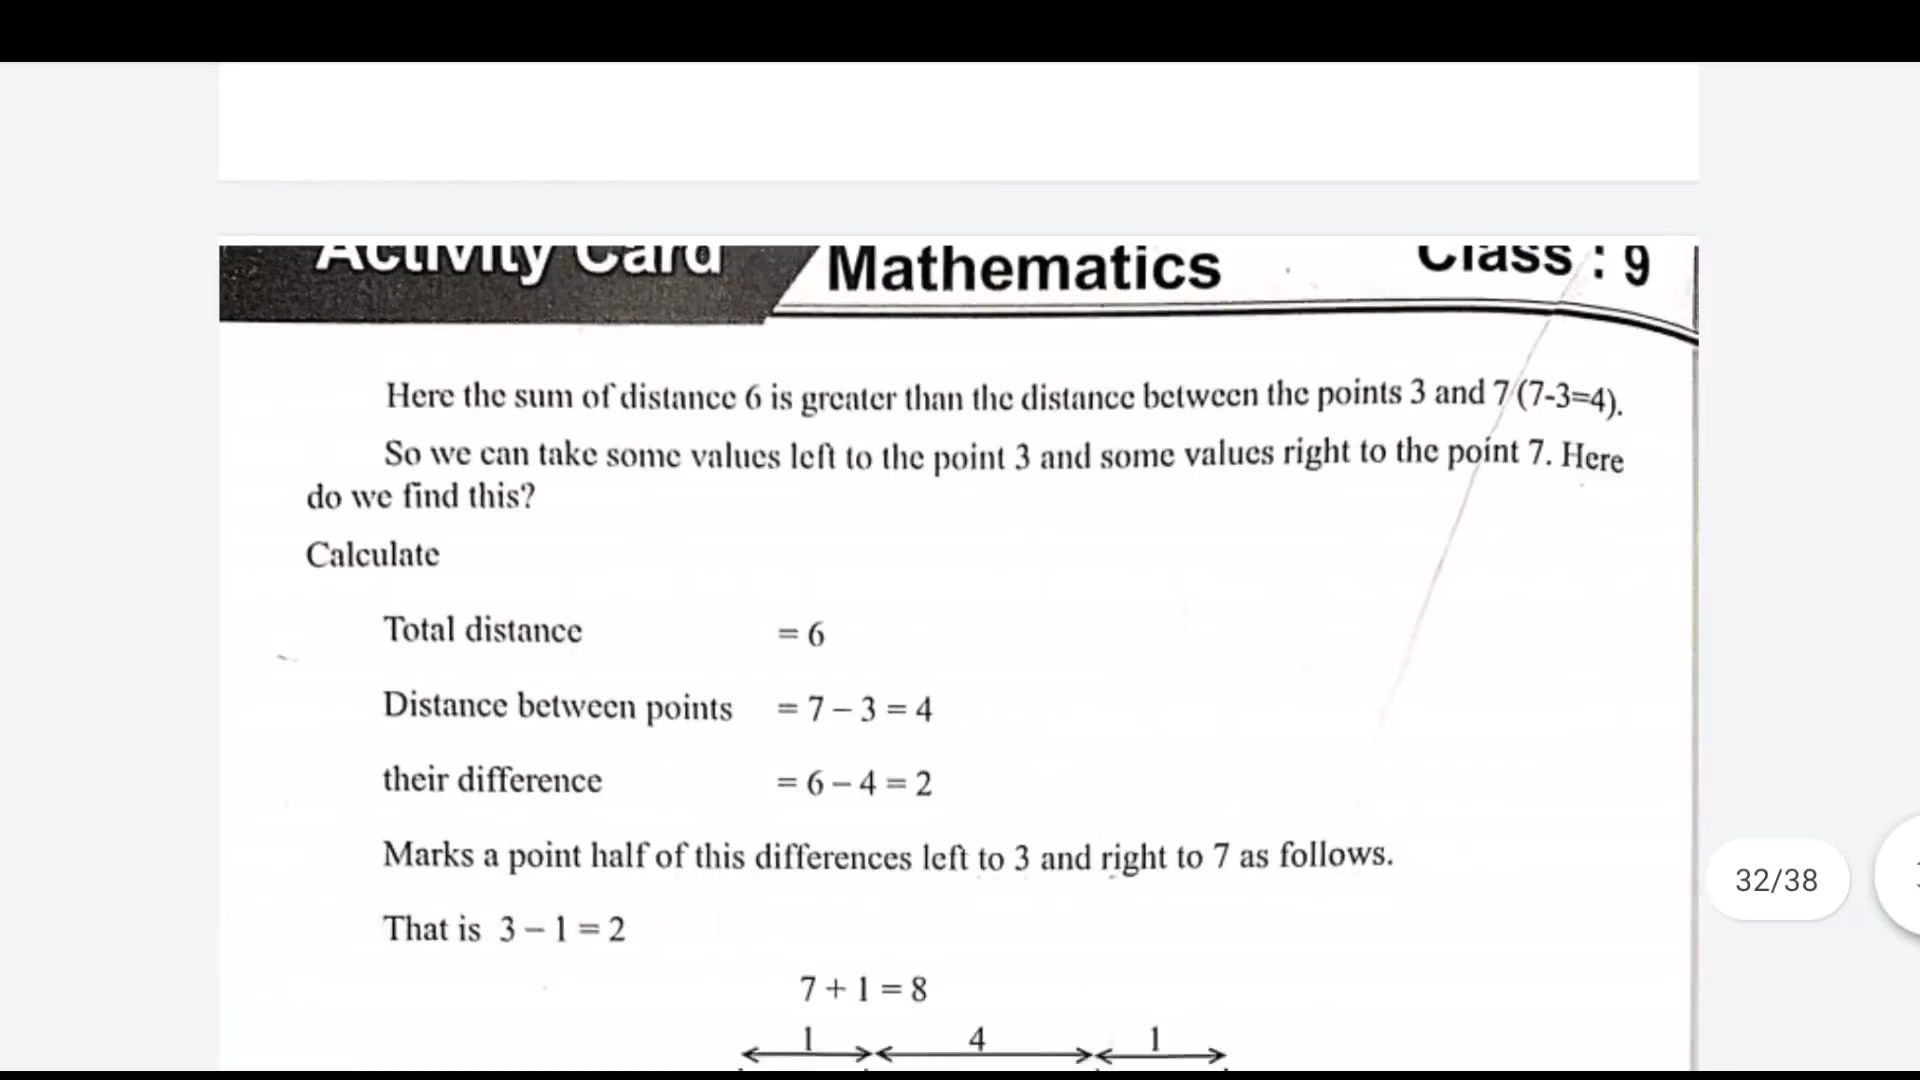 Activity Card Mathematics Class : 9
Here the sum of distance 6 is greater than the distance between the points 3 and 7 (7-3=4).
So we can take some values left to the point 3 and some values right to the point 7. Here
do we find this?
Calculate
Total distance = 6
Distance between points = 7 – 3 = 4
their difference = 6 – 4 = 2
Marks a point half of this differences left to 3 and right to 7 as follows.
32/38
That is 3 – 1 = 2
7 + 1 = 8
1 4 1